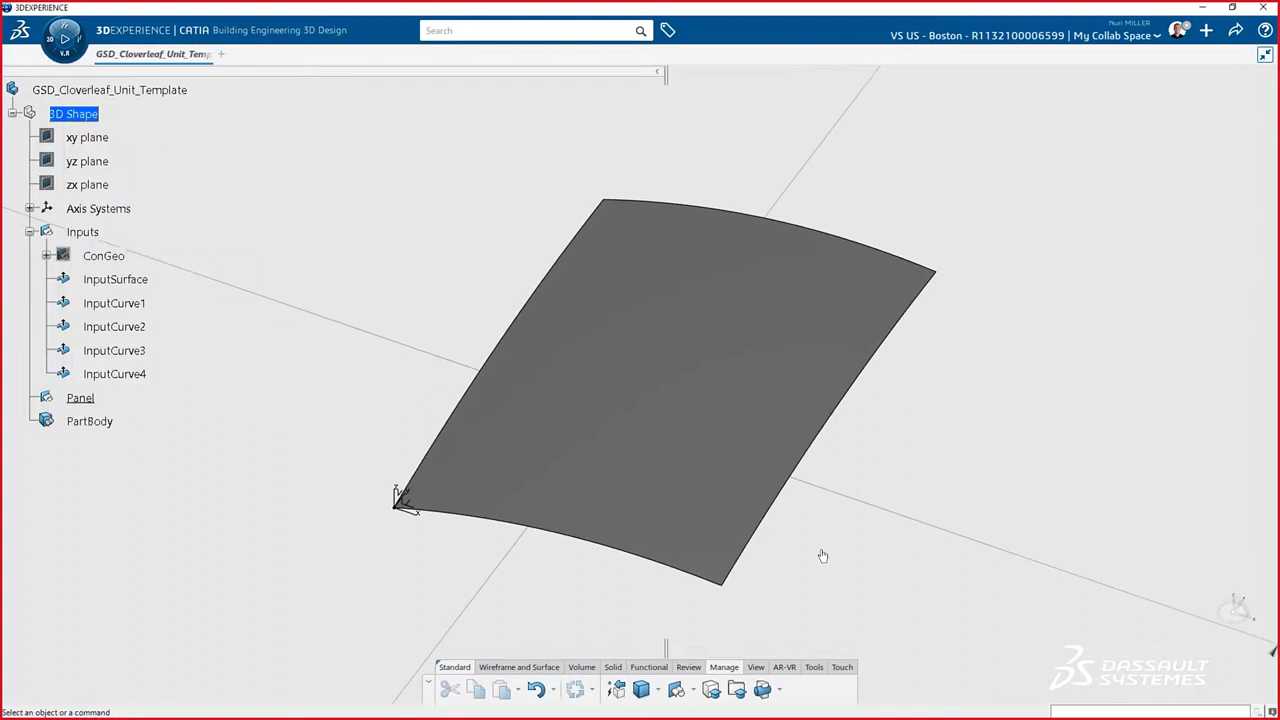 3DEXPERIENCE
3DEXPERIENCE | CATIA Building Engineering 3D Design
Search
Nuri MILLER
VS US - Boston - R1132100006599 | My Collab Space
3D
V.R
GSD_Cloverleaf_Unit_Temp
GSD_Cloverleaf_Unit_Template
3D Shape
xy plane
yz plane
zx plane
Axis Systems
Inputs
ConGeo
InputSurface
InputCurve1
InputCurve2
InputCurve3
InputCurve4
Panel
PartBody
Standard Wireframe and Surface Volume Solid Functional Review Manage View AR-VR Tools Touch
DASSAULT
SYSTEMES
Select an object or a command